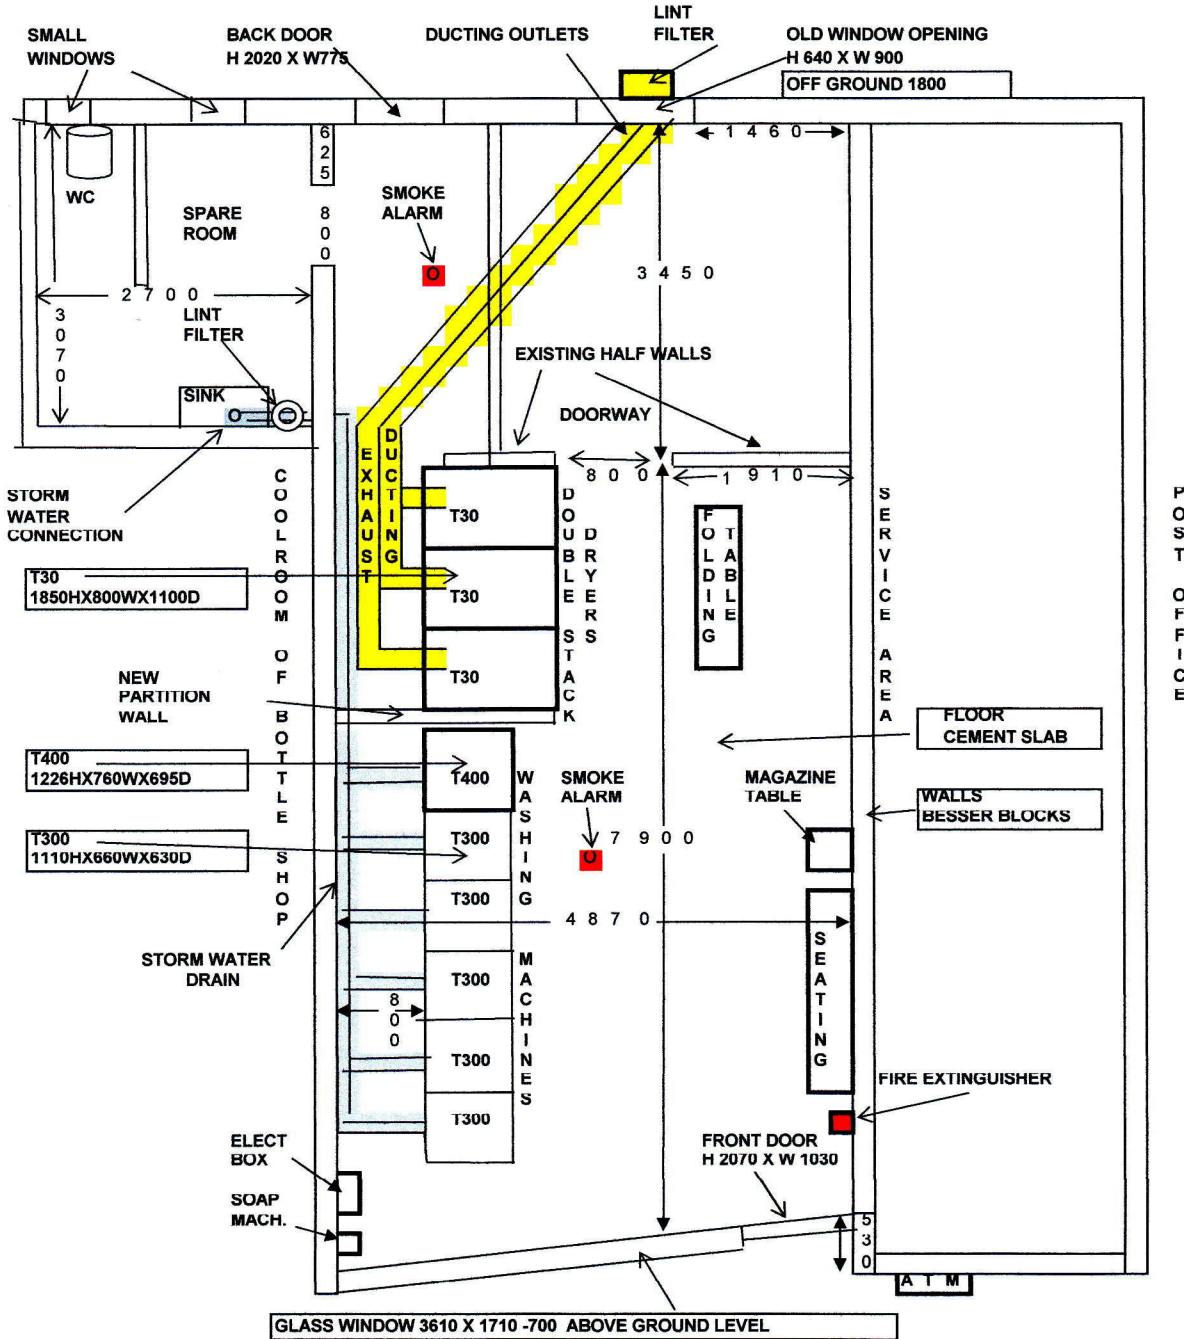 SMALL
WINDOWS
BACK DOOR
H 2020 X W775
DUCTING OUTLETS
LINT
FILTER
OLD WINDOW OPENING
H 640 X W 900
OFF GROUND 1800
WC
SPARE
ROOM
625
800
SMOKE
ALARM
O
1460
3450
2700
3070
LINT
FILTER
SINK
O
EXISTING HALF WALLS
DOORWAY
800
1910
STORM
WATER
CONNECTION
COOLROOM OF BOTTLE SHOP
EXHAUST
DUCTING
T30
T30
T30
DOUBLE STACK
DRYERS
FOLDING
TABLE
SERVICE AREA
POST OFFICE
T30
1850HX800WX1100D
NEW
PARTITION
WALL
FLOOR
CEMENT SLAB
T400
1226HX760WX695D
T400
WASHING MACHINES
SMOKE
ALARM
O
7900
MAGAZINE
TABLE
WALLS
BESSER BLOCKS
T300
1110HX660WX630D
T300
T300
T300
T300
T300
4870
800
STORM WATER
DRAIN
SEATING
FIRE EXTINGUISHER
ELECT
BOX
SOAP
MACH.
FRONT DOOR
H 2070 X W 1030
530
ATM
GLASS WINDOW 3610 X 1710 -700 ABOVE GROUND LEVEL